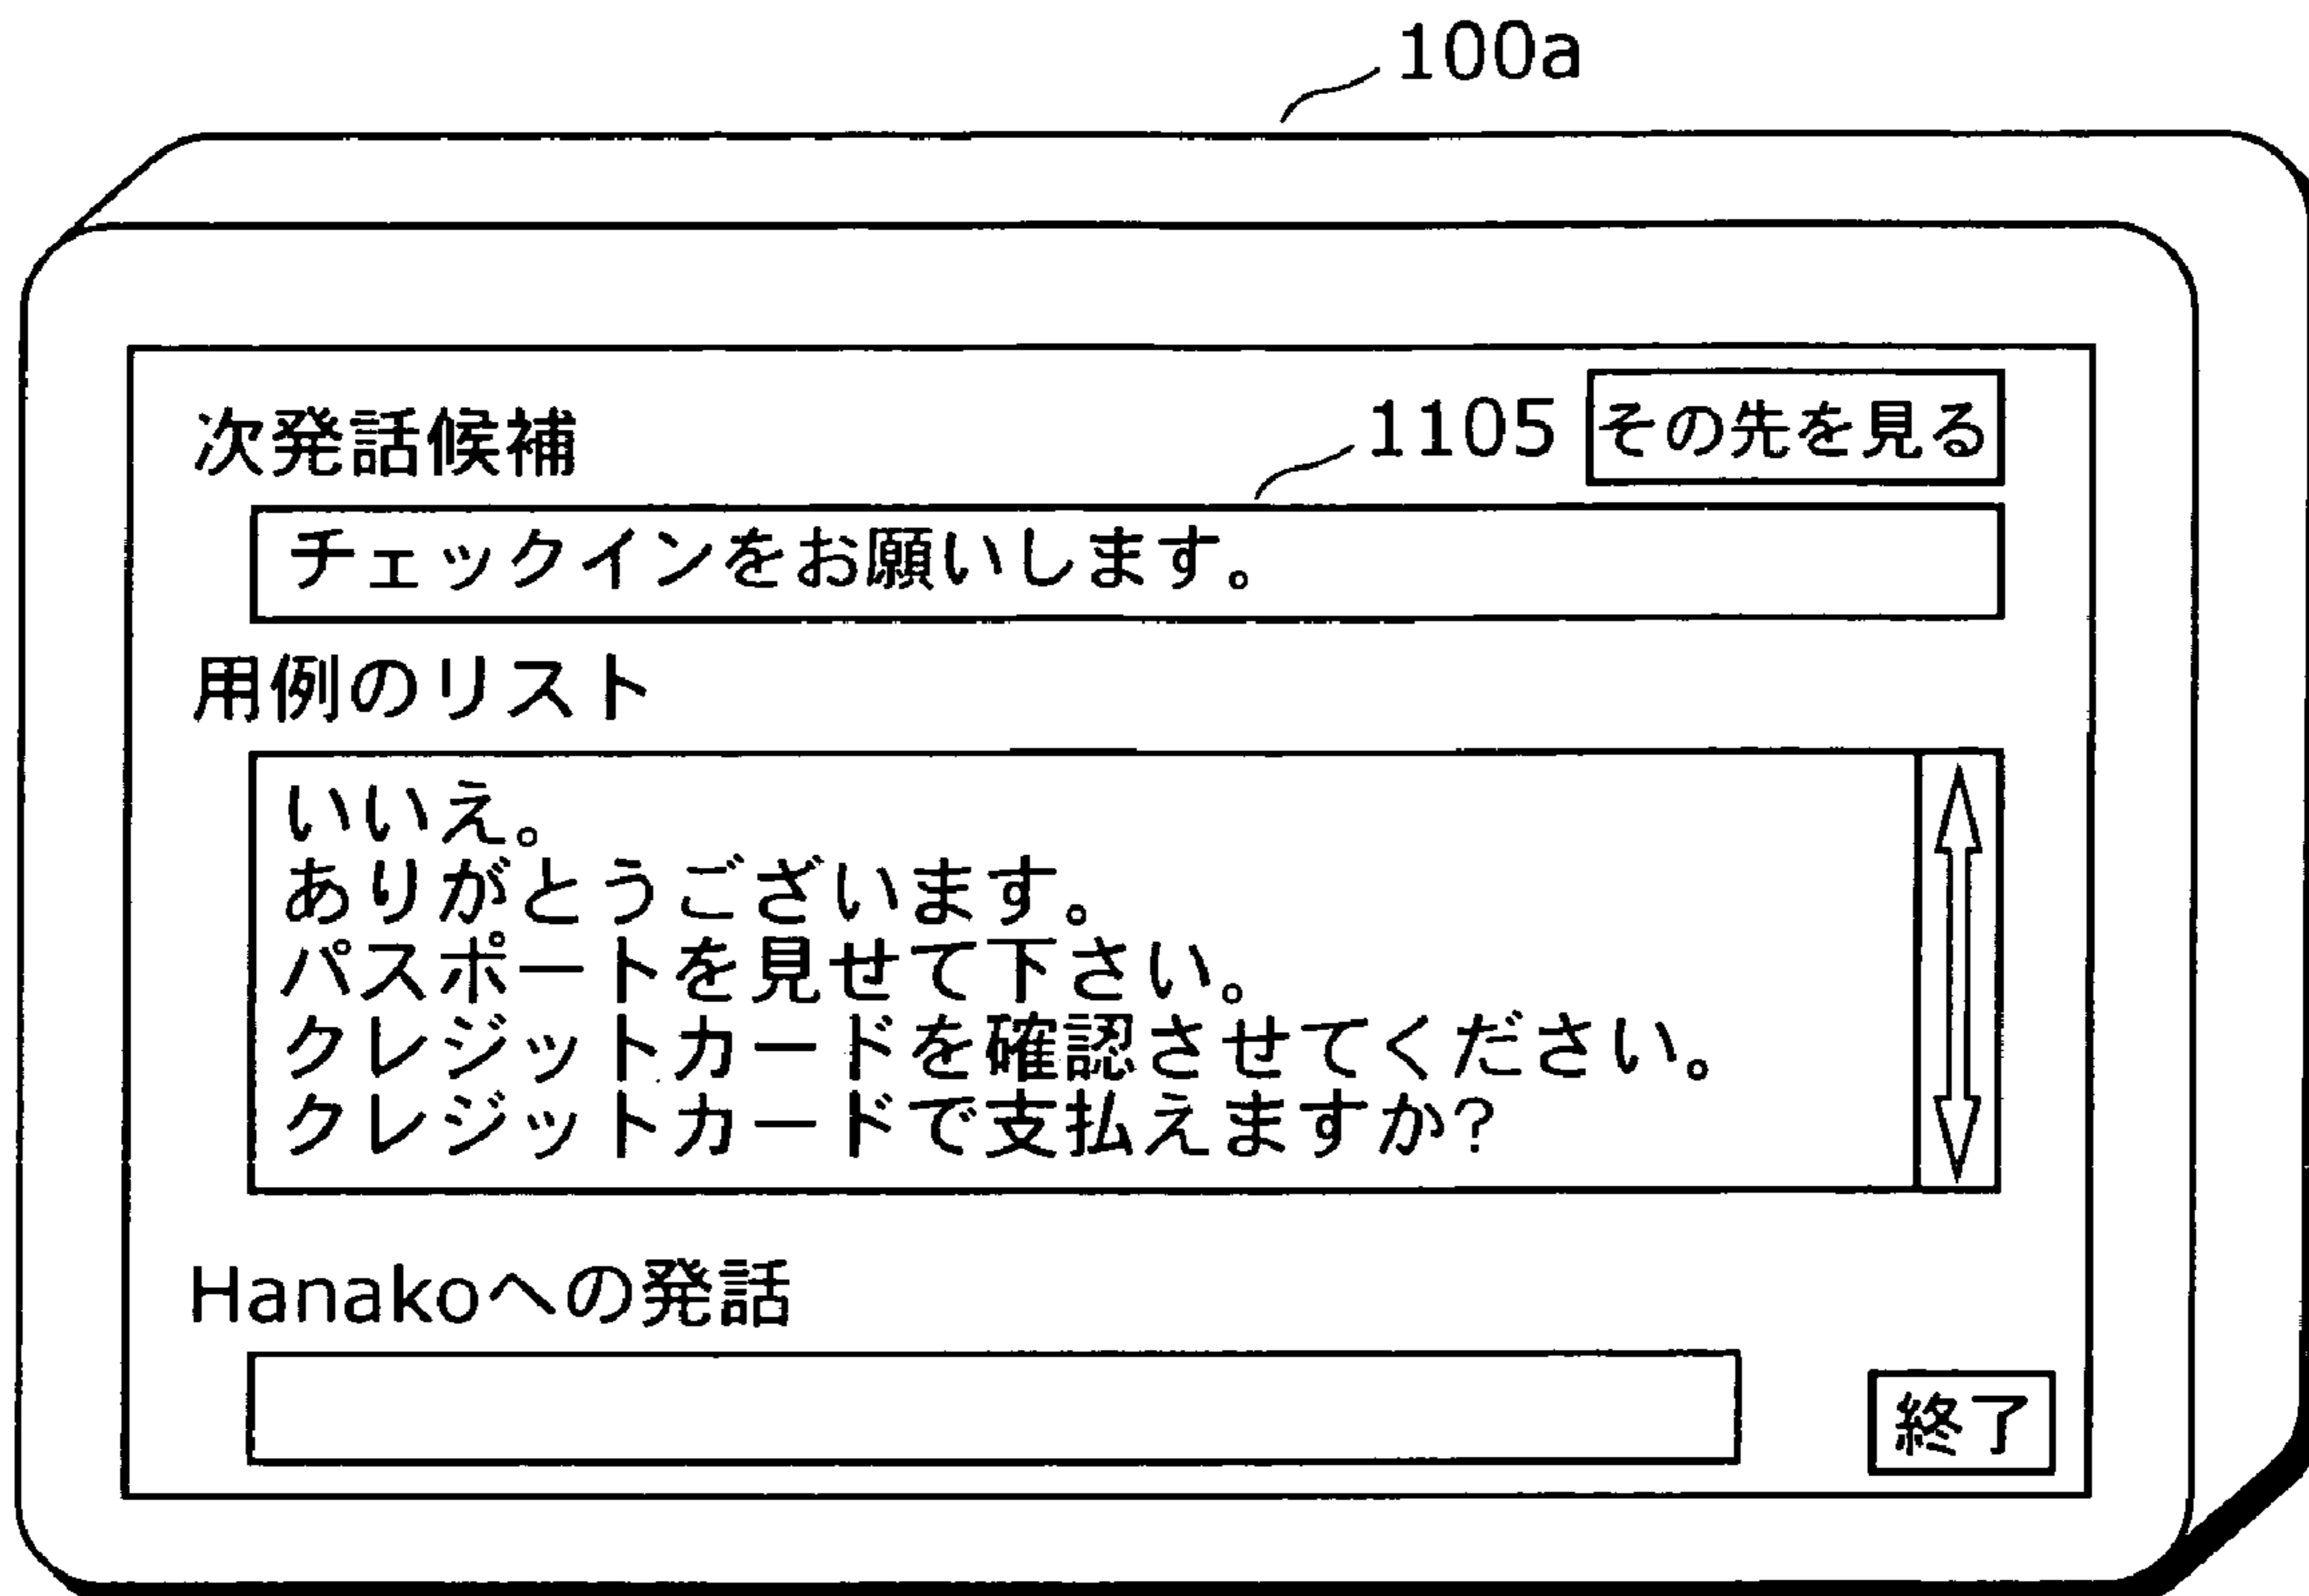 100a
次発話候補
1105
その先を見る
チェックインをお願いします。
用例のリスト
いいえ。
ありがとうございます。
パスポートを見せて下さい。
クレジットカードを確認させてください。
クレジットカードで支払えますか?
Hanakoへの発話
終了